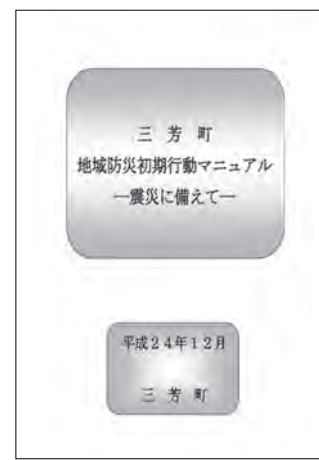 三　芳　町
地域防災初期行動マニュアル
―震災に備えて―
平成２４年１２月
三　芳　町